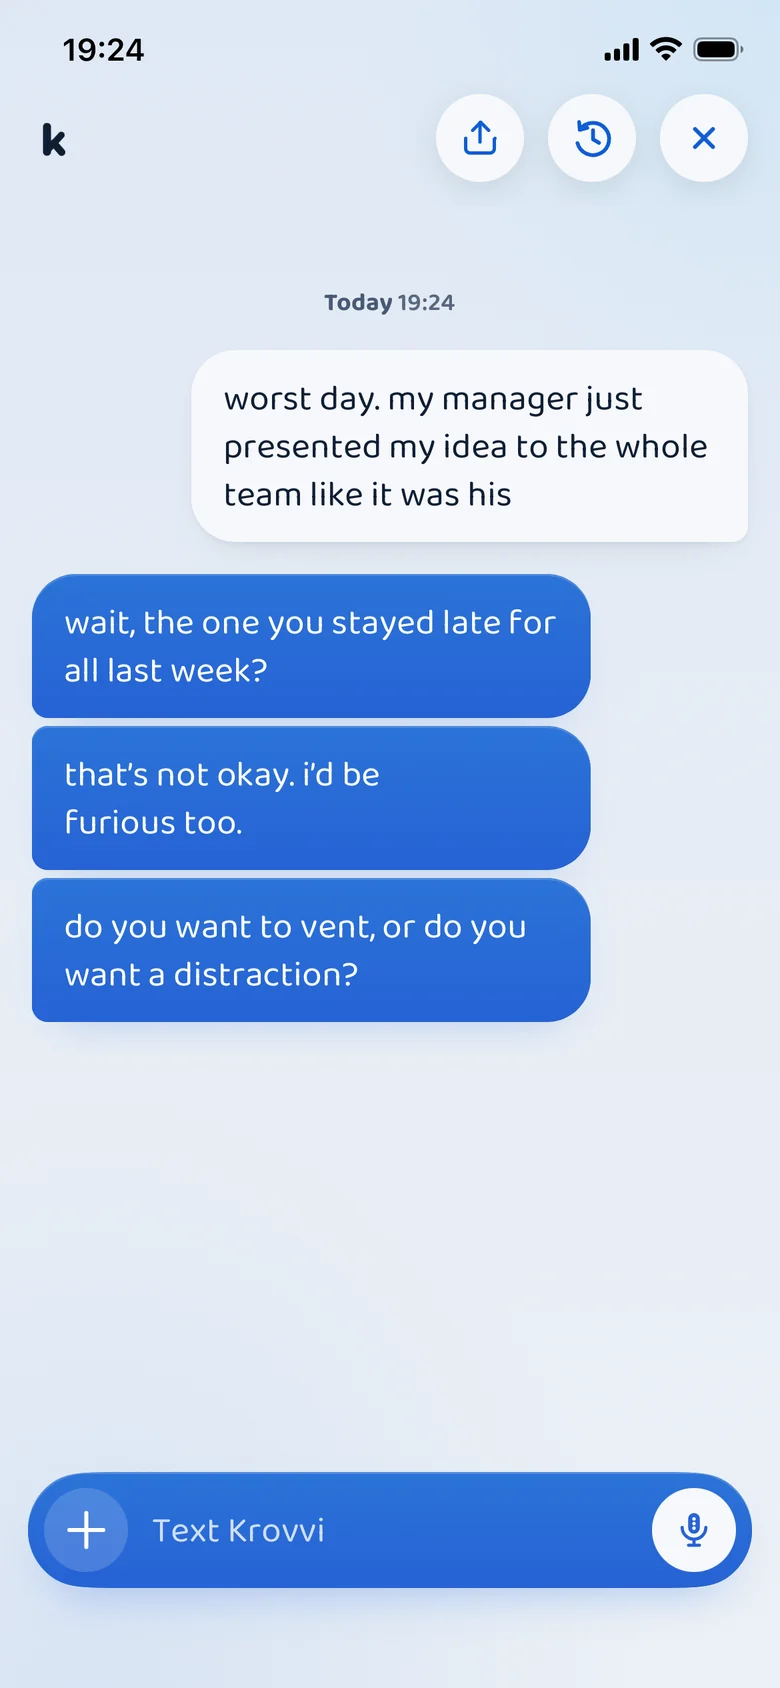 19:24
k
Today 19:24
worst day. my manager just
presented my idea to the whole
team like it was his
wait, the one you stayed late for
all last week?
that's not okay. i'd be
furious too.
do you want to vent, or do you
want a distraction?
Text Krovvi